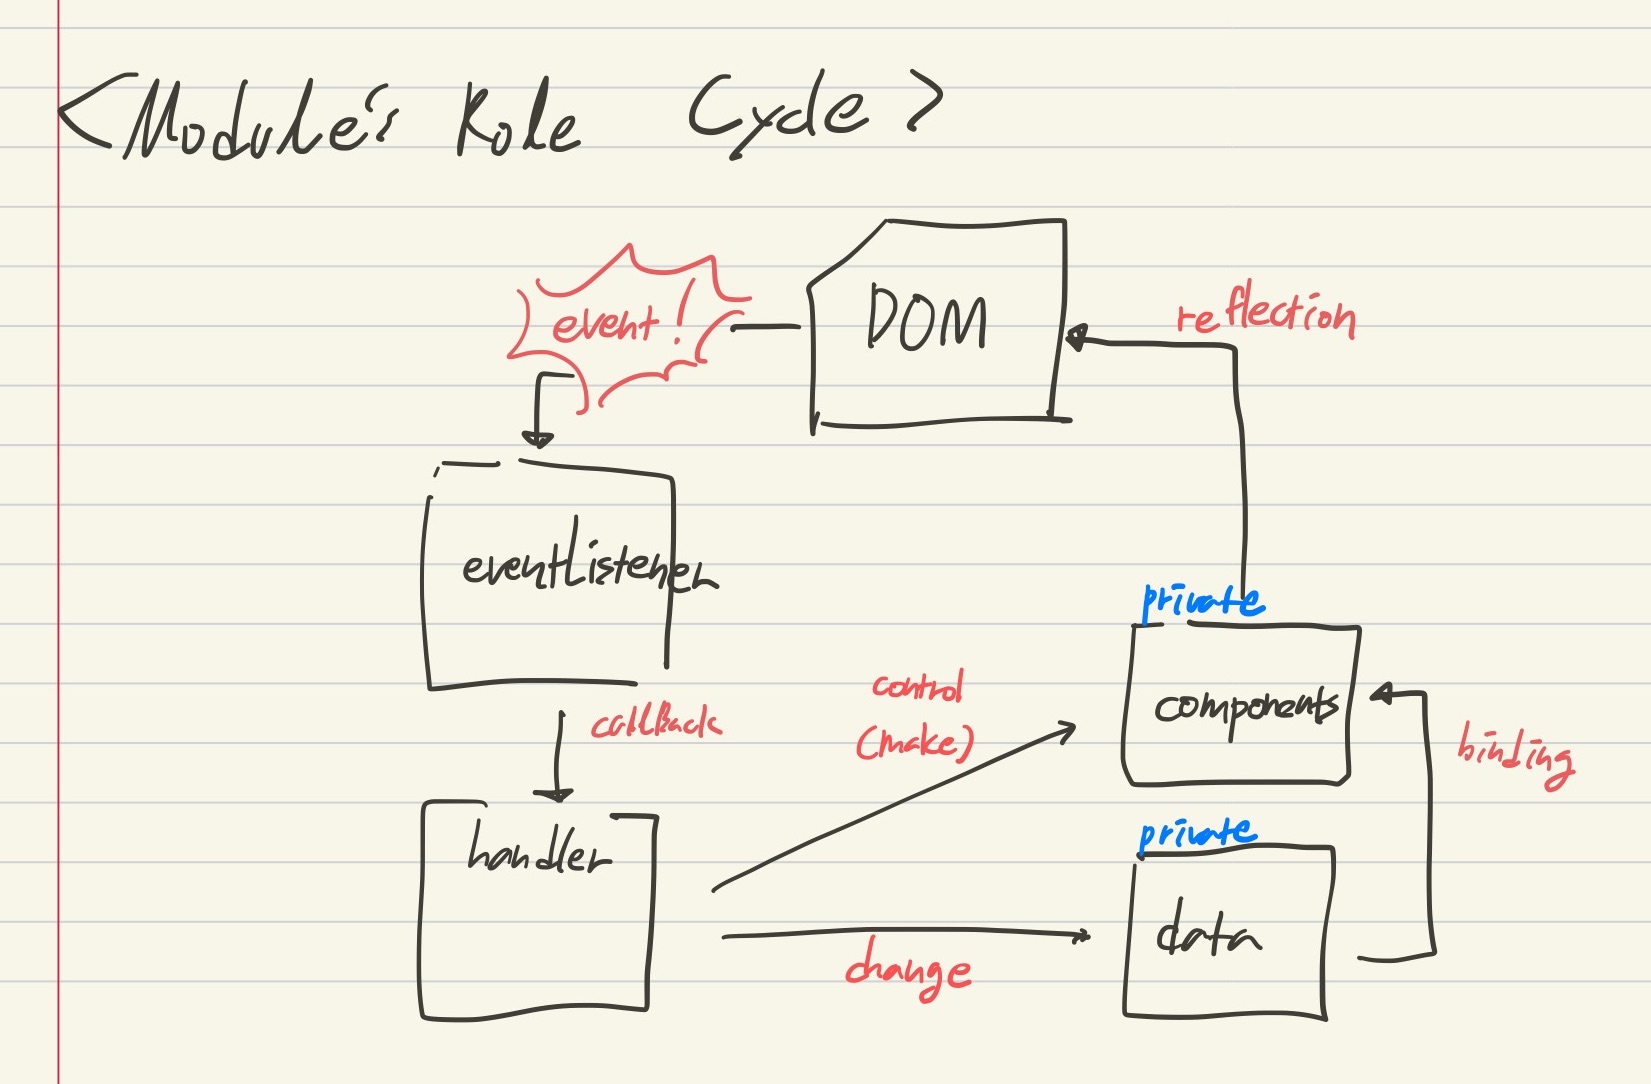 <Module's Role Cycle>
event!
DOM
reflection
eventListener
private
components
callback
control
(make)
binding
handler
private
data
change